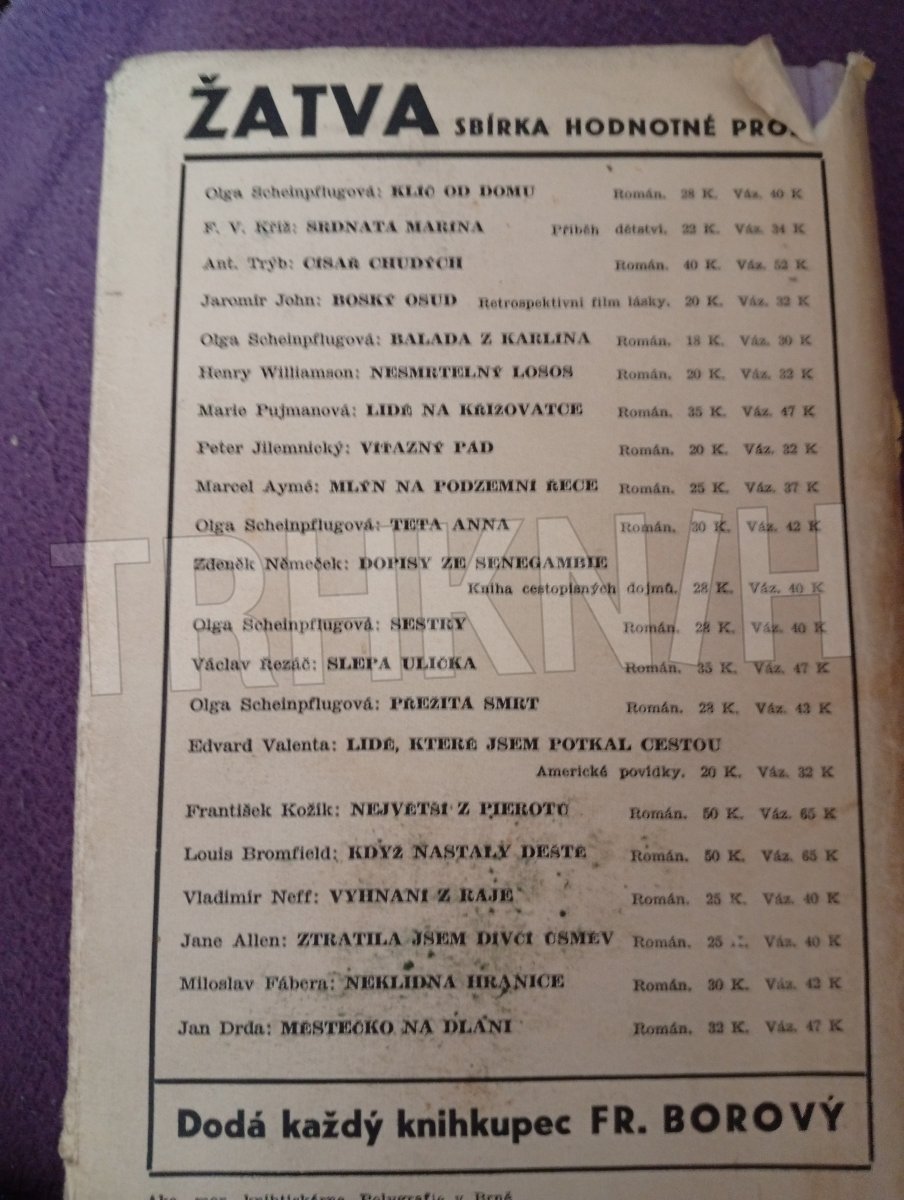 ŽATVA SBÍRKA HODNOTNÉ
Olga Scheinpflugová: KLÍČ OD DOMU Román. 28 K. Váz. 40 K
F. V. Kříž: SRDNATÁ MARINA Příběh dětství. 22 K. Váz. 34 K
Ant. Trýb: CÍSAŘ CHUDÝCH Román. 40 K. Váz. 52 K
Jaromír John: BOSKÝ OSUD Retrospektivní film lásky. 20 K. Váz. 32 K
Olga Scheinpflugová: BALADA Z KARLÍNA Román. 18 K. Váz. 30 K
Henry Williamson: NESMRTELNÝ LOSOS Román. 20 K. Váz. 32 K
Marie Pujmanová: LIDÉ NA KŘIŽOVATCE Román. 35 K. Váz. 47 K
Peter Jilemnický: VÍŤAZNÝ PÁD Román. 20 K. Váz. 32 K
Marcel Aymé: MLÝN NA PODZEMNÍ ŘECE Román. 25 K. Váz. 37 K
Olga Scheinpflugová: TETA ANNA Román. 30 K. Váz. 42 K
Zdeněk Němeček: DOPISY ZE SENEGAMBIE
Kniha cestopisných dojmů. 28 K. Váz. 40 K
Olga Scheinpflugová: SESTRY Román. 28 K. Váz. 40 K
Václav Řezáč: SLEPÁ ULIČKA Román. 35 K. Váz. 47 K
Olga Scheinpflugová: PŘEŽITÁ SMRT Román. 28 K. Váz. 43 K
Edvard Valenta: LIDÉ, KTERÉ JSEM POTKAL CESTOU
Americké povídky. 20 K. Váz. 32 K
František Kožík: NEJVĚTŠÍ Z PIEROTŮ Román. 50 K. Váz. 65 K
Louis Bromfield: KDYŽ NASTALY DEŠTĚ Román. 50 K. Váz. 65 K
Vladimír Neff: VYHNANÍ Z RÁJE Román. 25 K. Váz. 40 K
Jane Allen: ZTRATILA JSEM DÍVČÍ ÚSMĚV Román. 25 Váz. 40 K
Miloslav Fábera: NEKLIDNÁ HRANICE Román. 30 K. Váz. 42 K
Jan Drda: MĚSTEČKO NA DLANI Román. 32 K. Váz. 47 K
Dodá každý knihkupec FR. BOROVÝ
knihtiskárna Polygrafie v Brně
TRHKNIH